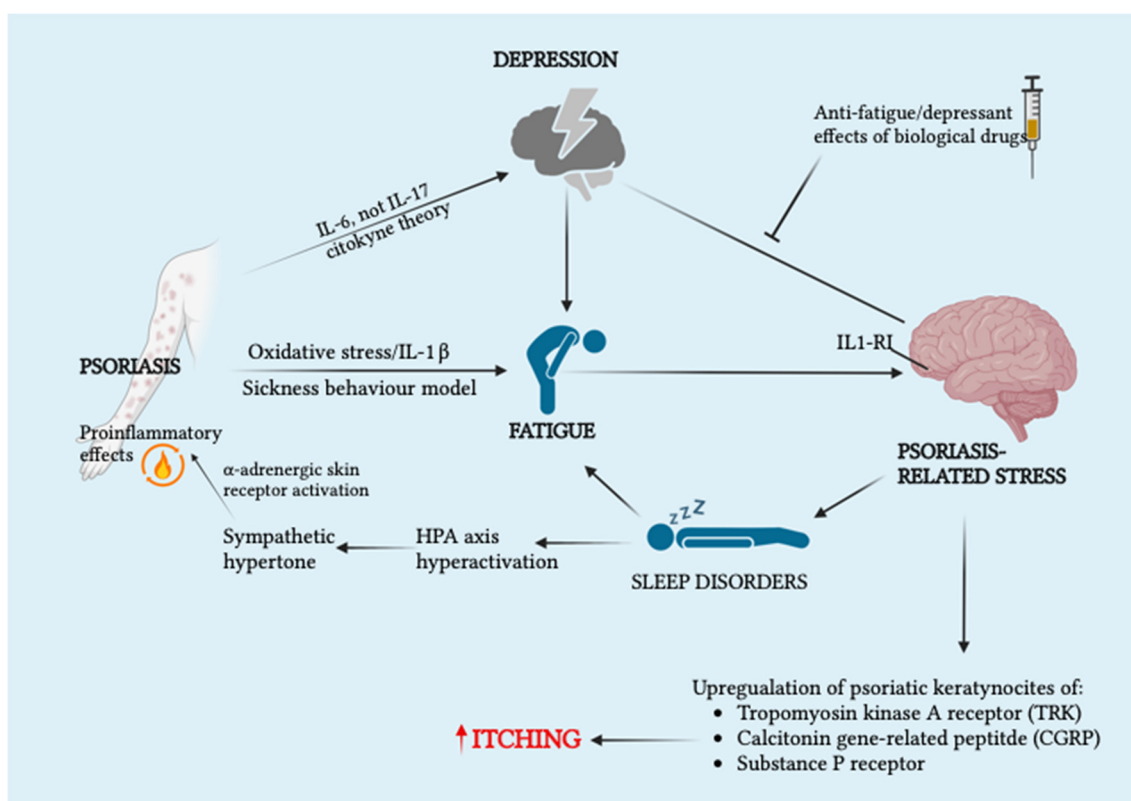 DEPRESSION
Anti-fatigue/depressant
effects of biological drugs
IL-6, not IL-17
citokyne theory
IL1-RI
PSORIASIS
Oxidative stress/IL-1β
Sickness behaviour model
FATIGUE
Proinflammatory
effects
α-adrenergic skin
receptor activation
PSORIASIS-
RELATED STRESS
z z Z
Sympathetic
hypertone
HPA axis
hyperactivation
SLEEP DISORDERS
Upregualation of psoriatic keratynocites of:
• Tropomyosin kinase A receptor (TRK)
• Calcitonin gene-related peptitde (CGRP)
• Substance P receptor
ITCHING